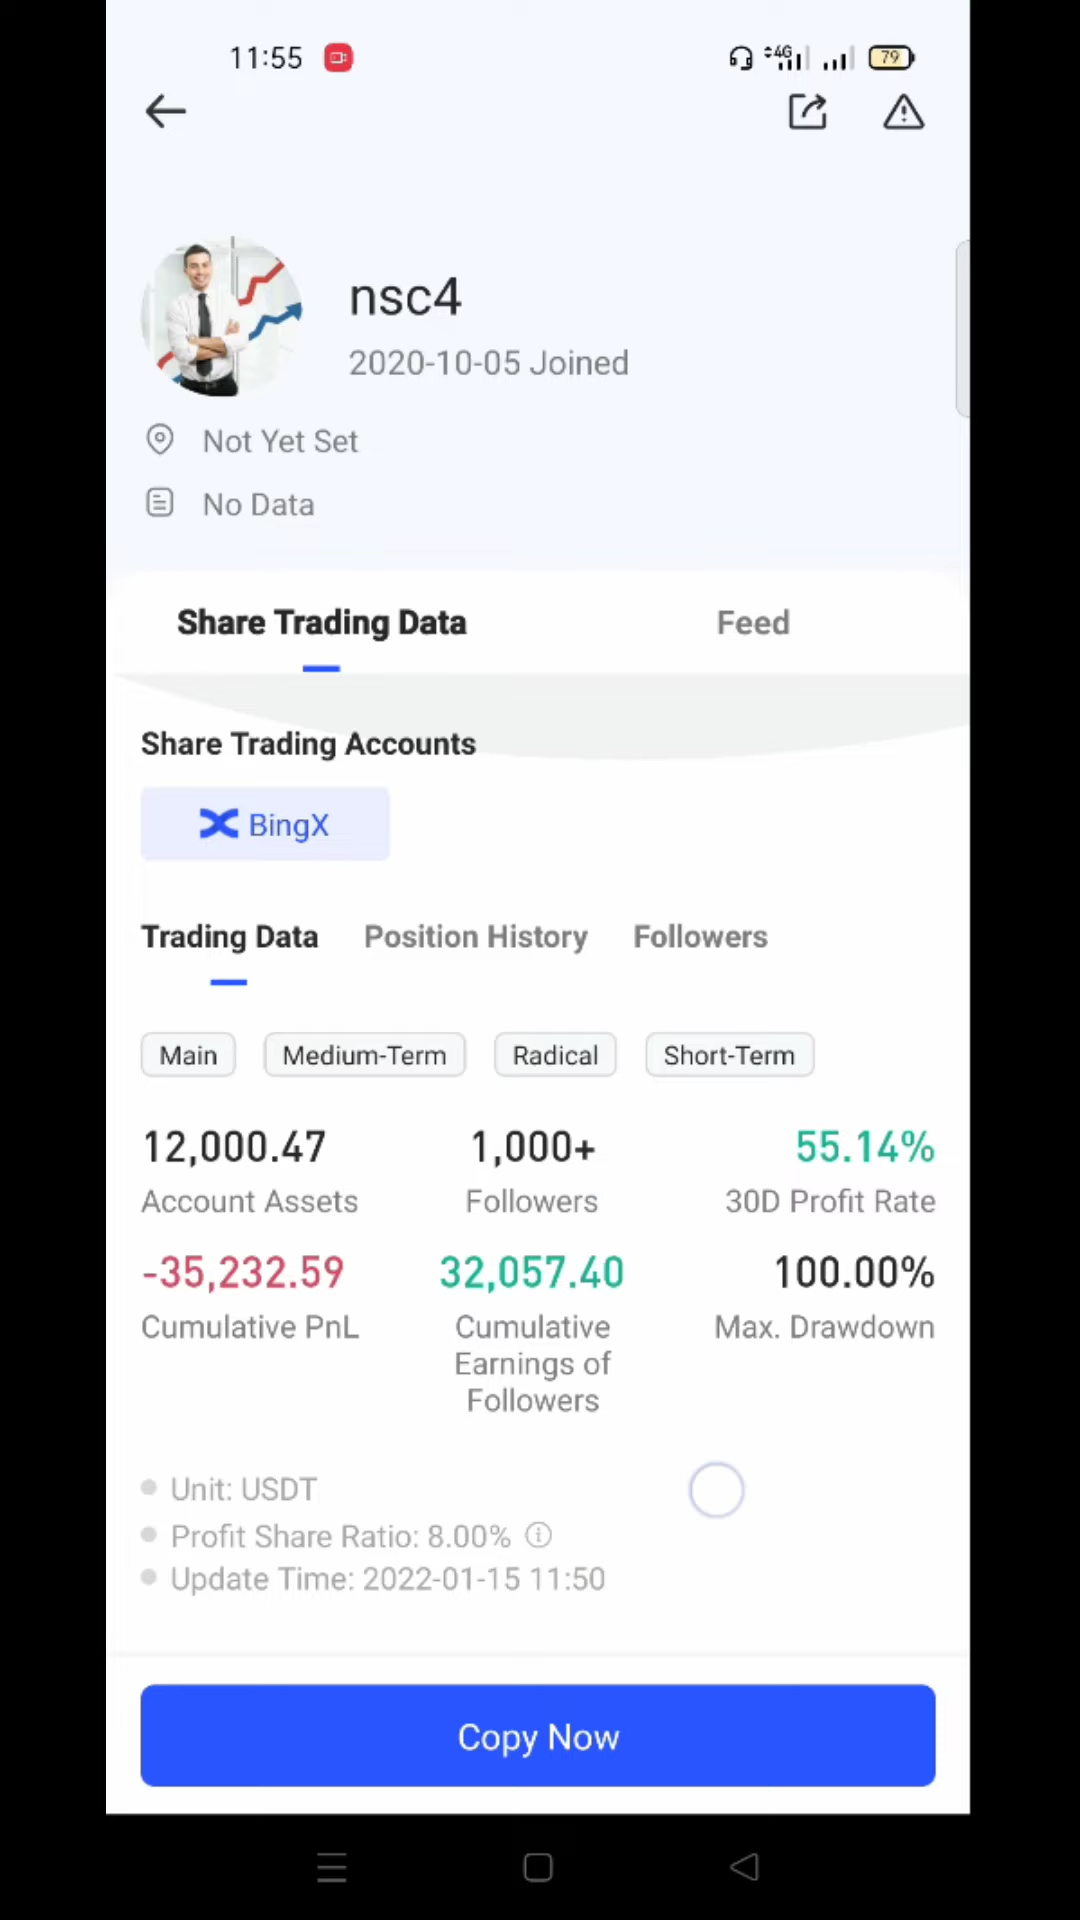 11:55
4G
79
nsc4
2020-10-05 Joined
Not Yet Set
No Data
Share Trading Data
Feed
Share Trading Accounts
BingX
Trading Data
Position History
Followers
Main
Medium-Term
Radical
Short-Term
12,000.47
1,000+
55.14%
Account Assets
Followers
30D Profit Rate
-35,232.59
32,057.40
100.00%
Cumulative PnL
Cumulative
Earnings of
Followers
Max. Drawdown
Unit: USDT
Profit Share Ratio: 8.00%
Update Time: 2022-01-15 11:50
Copy Now